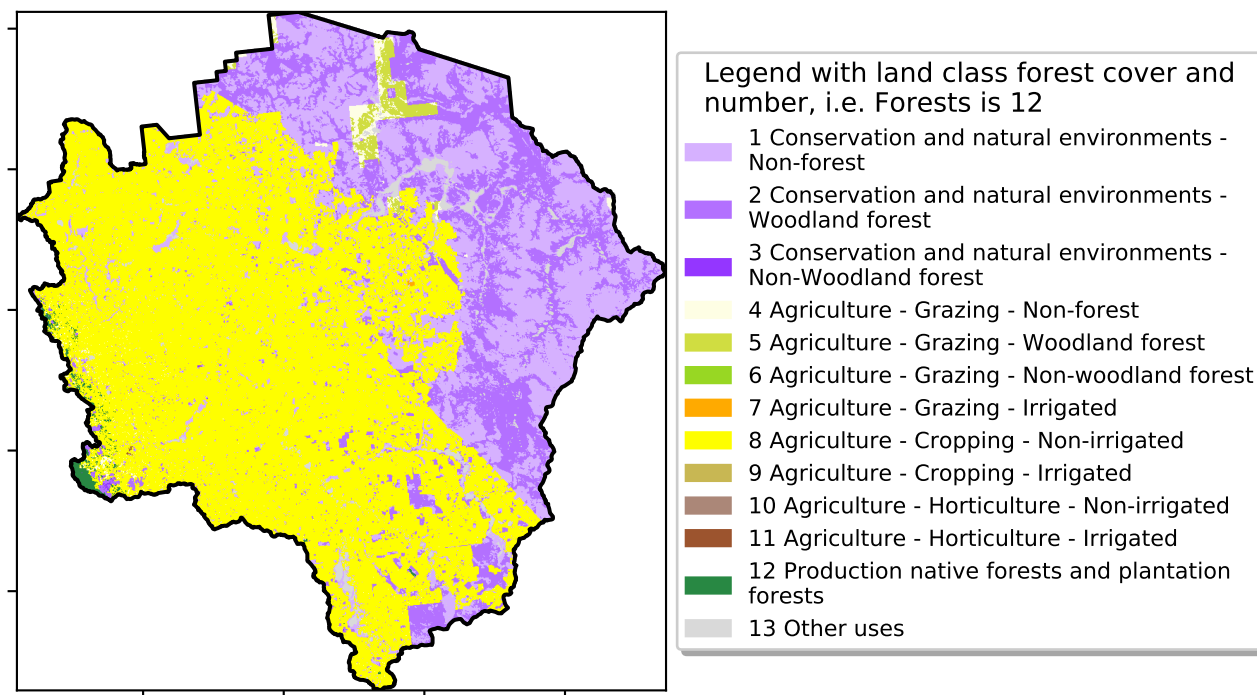 Legend with land class forest cover and
number, i.e. Forests is 12
1 Conservation and natural environments -
Non-forest
2 Conservation and natural environments -
Woodland forest
3 Conservation and natural environments -
Non-Woodland forest
4 Agriculture - Grazing - Non-forest
5 Agriculture - Grazing - Woodland forest
6 Agriculture - Grazing - Non-woodland forest
7 Agriculture - Grazing - Irrigated
8 Agriculture - Cropping - Non-irrigated
9 Agriculture - Cropping - Irrigated
10 Agriculture - Horticulture - Non-irrigated
11 Agriculture - Horticulture - Irrigated
12 Production native forests and plantation
forests
13 Other uses